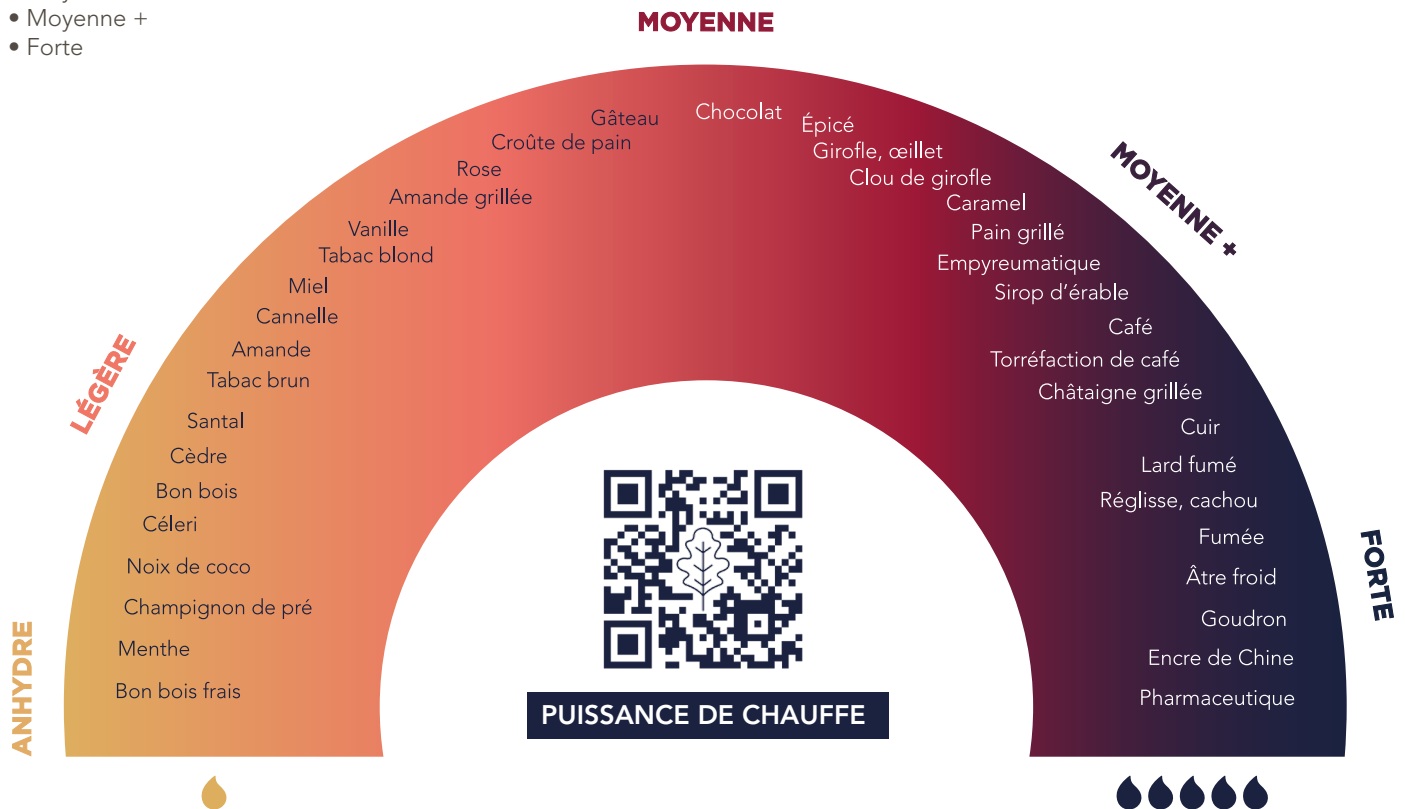 • Moyenne +
• Forte
MOYENNE
MOYENNE +
LÉGÈRE
FORTE
ANHYDRE
Gâteau
Croûte de pain
Rose
Amande grillée
Vanille
Tabac blond
Miel
Cannelle
Amande
Tabac brun
Santal
Cèdre
Bon bois
Céleri
Noix de coco
Champignon de pré
Menthe
Bon bois frais
Chocolat
Épicé
Girofle, œillet
Clou de girofle
Caramel
Pain grillé
Empyreumatique
Sirop d’érable
Café
Torréfaction de café
Châtaigne grillée
Cuir
Lard fumé
Réglisse, cachou
Fumée
Âtre froid
Goudron
Encre de Chine
Pharmaceutique
PUISSANCE DE CHAUFFE